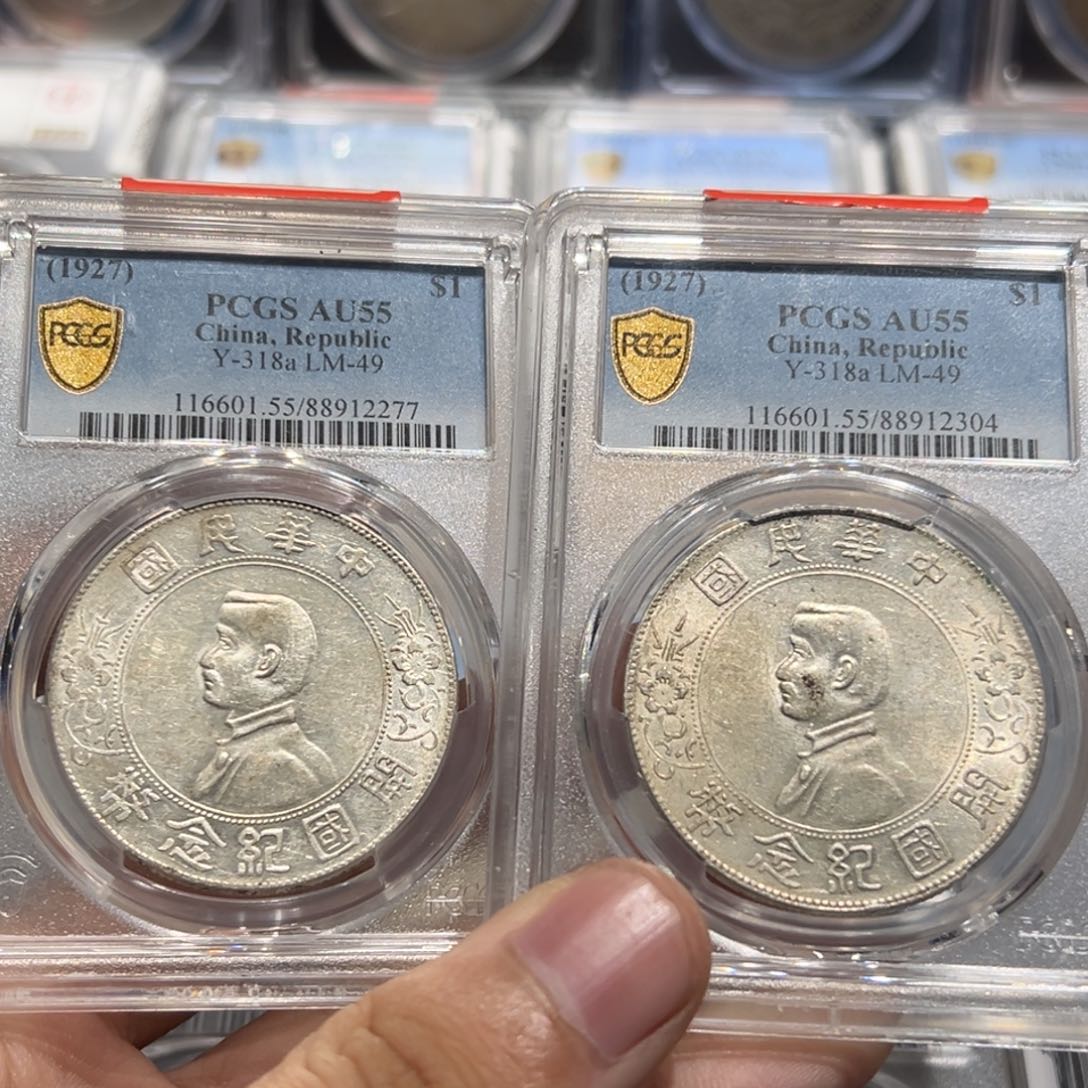 (1927)
$1
PCGS AU55
PCGS
China, Republic
Y-318a LM-49
116601.55/88912277
中華民國
開國紀念幣
(1927)
$1
PCGS AU55
PCGS
China, Republic
Y-318a LM-49
116601.55/88912304
中華民國
開國紀念幣